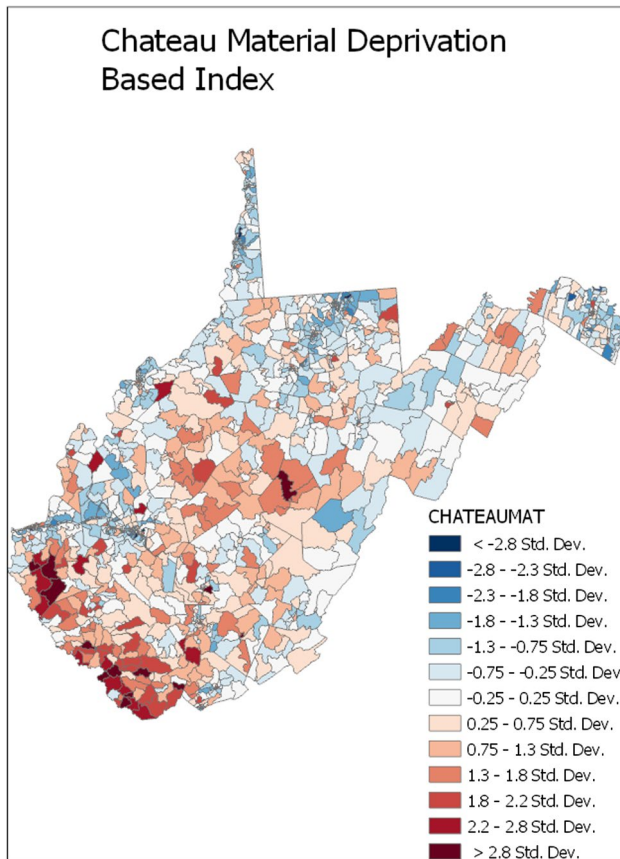 Chateau Material Deprivation
Based Index
CHATEAUMAT
< -2.8 Std. Dev.
-2.8 - -2.3 Std. Dev.
-2.3 - -1.8 Std. Dev.
-1.8 - -1.3 Std. Dev.
-1.3 - -0.75 Std. Dev.
-0.75 - -0.25 Std. Dev.
-0.25 - 0.25 Std. Dev.
0.25 - 0.75 Std. Dev.
0.75 - 1.3 Std. Dev.
1.3 - 1.8 Std. Dev.
1.8 - 2.2 Std. Dev.
2.2 - 2.8 Std. Dev.
> 2.8 Std. Dev.